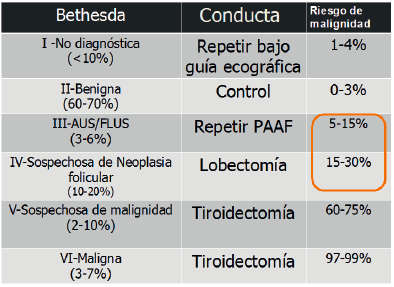 Bethesda Conducta Riesgo de malignidad
I -No diagnóstica (<10%) Repetir bajo guía ecográfica 1-4%
II-Benigna (60-70%) Control 0-3%
III-AUS/FLUS (3-6%) Repetir PAAF 5-15%
IV-Sospechosa de Neoplasia folicular (10-20%) Lobectomía 15-30%
V-Sospechosa de malignidad (2-10%) Tiroidectomía 60-75%
VI-Maligna (3-7%) Tiroidectomía 97-99%